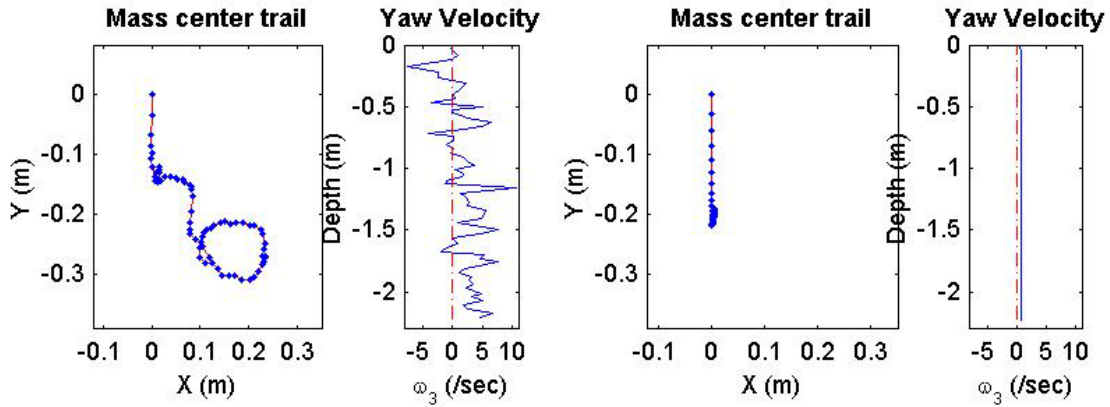 Mass center trail
Y (m)
0
-0.1
-0.2
-0.3
-0.1 0 0.1 0.2 0.3
X (m)
Yaw Velocity
Depth (m)
0
-0.5
-1
-1.5
-2
-5 0 5 10
ω3 (/sec)
Mass center trail
Y (m)
0
-0.1
-0.2
-0.3
-0.1 0 0.1 0.2 0.3
X (m)
Yaw Velocity
Depth (m)
0
-0.5
-1
-1.5
-2
-5 0 5 10
ω3 (/sec)